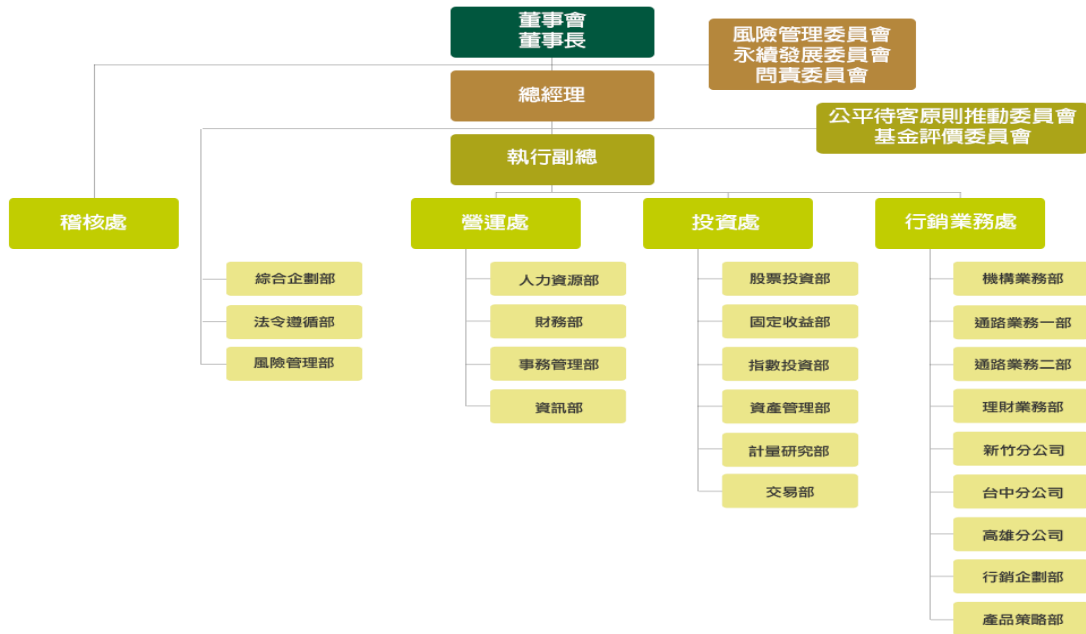 董事會
董事長
風險管理委員會
永續發展委員會
問責委員會
總經理
公平待客原則推動委員會
基金評價委員會
執行副總
稽核處
營運處
投資處
行銷業務處
綜合企劃部
法令遵循部
風險管理部
人力資源部
財務部
事務管理部
資訊部
股票投資部
固定收益部
指數投資部
資產管理部
計量研究部
交易部
機構業務部
通路業務一部
通路業務二部
理財業務部
新竹分公司
台中分公司
高雄分公司
行銷企劃部
產品策略部